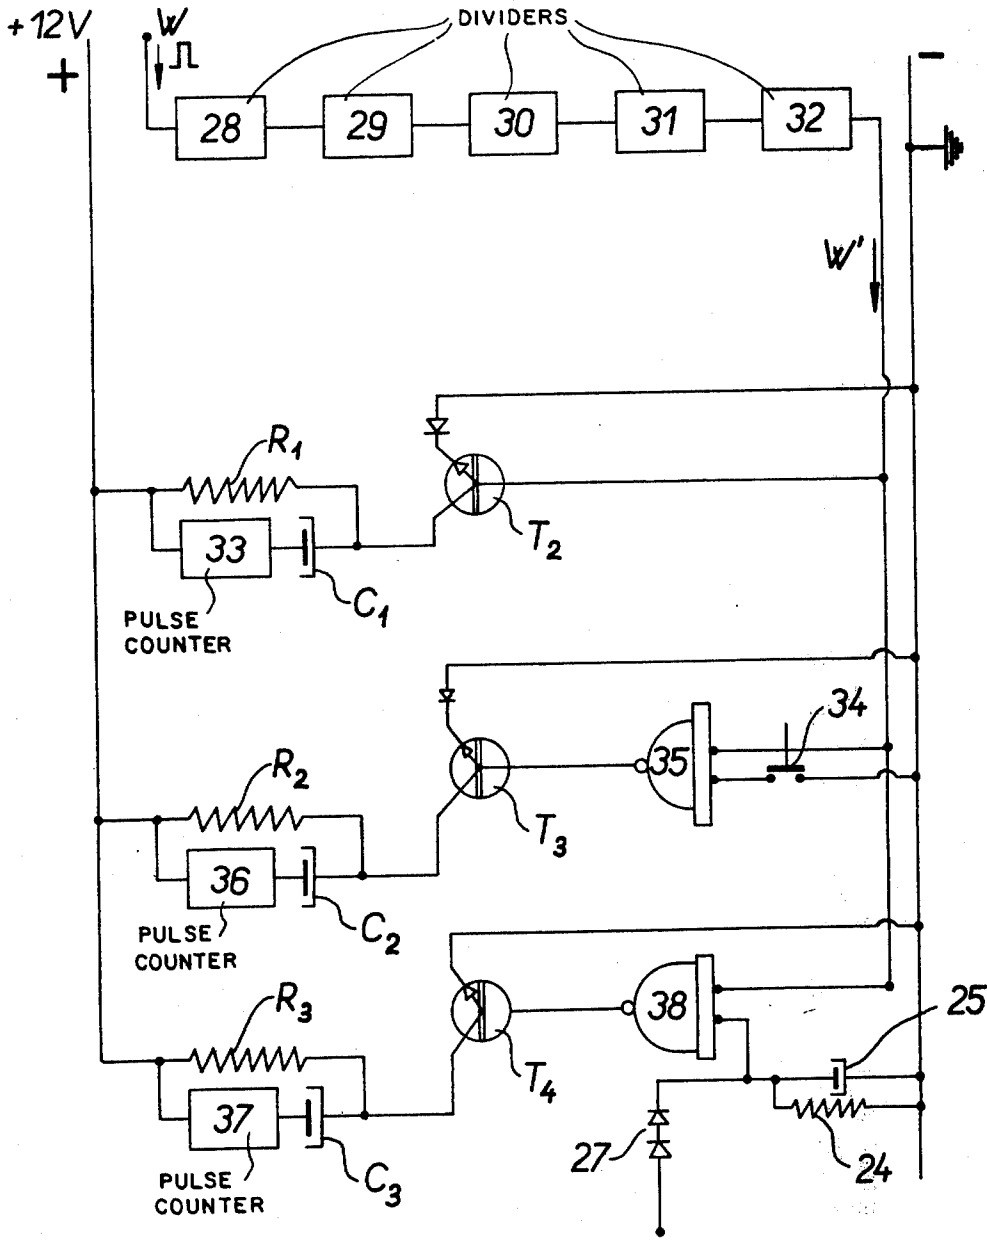 +12V
W
DIVIDERS
+
−
28
29
30
31
32
W'
R1
33
T2
C1
PULSE
COUNTER
34
35
R2
T3
36
C2
PULSE
COUNTER
38
25
R3
T4
37
27
24
C3
PULSE
COUNTER